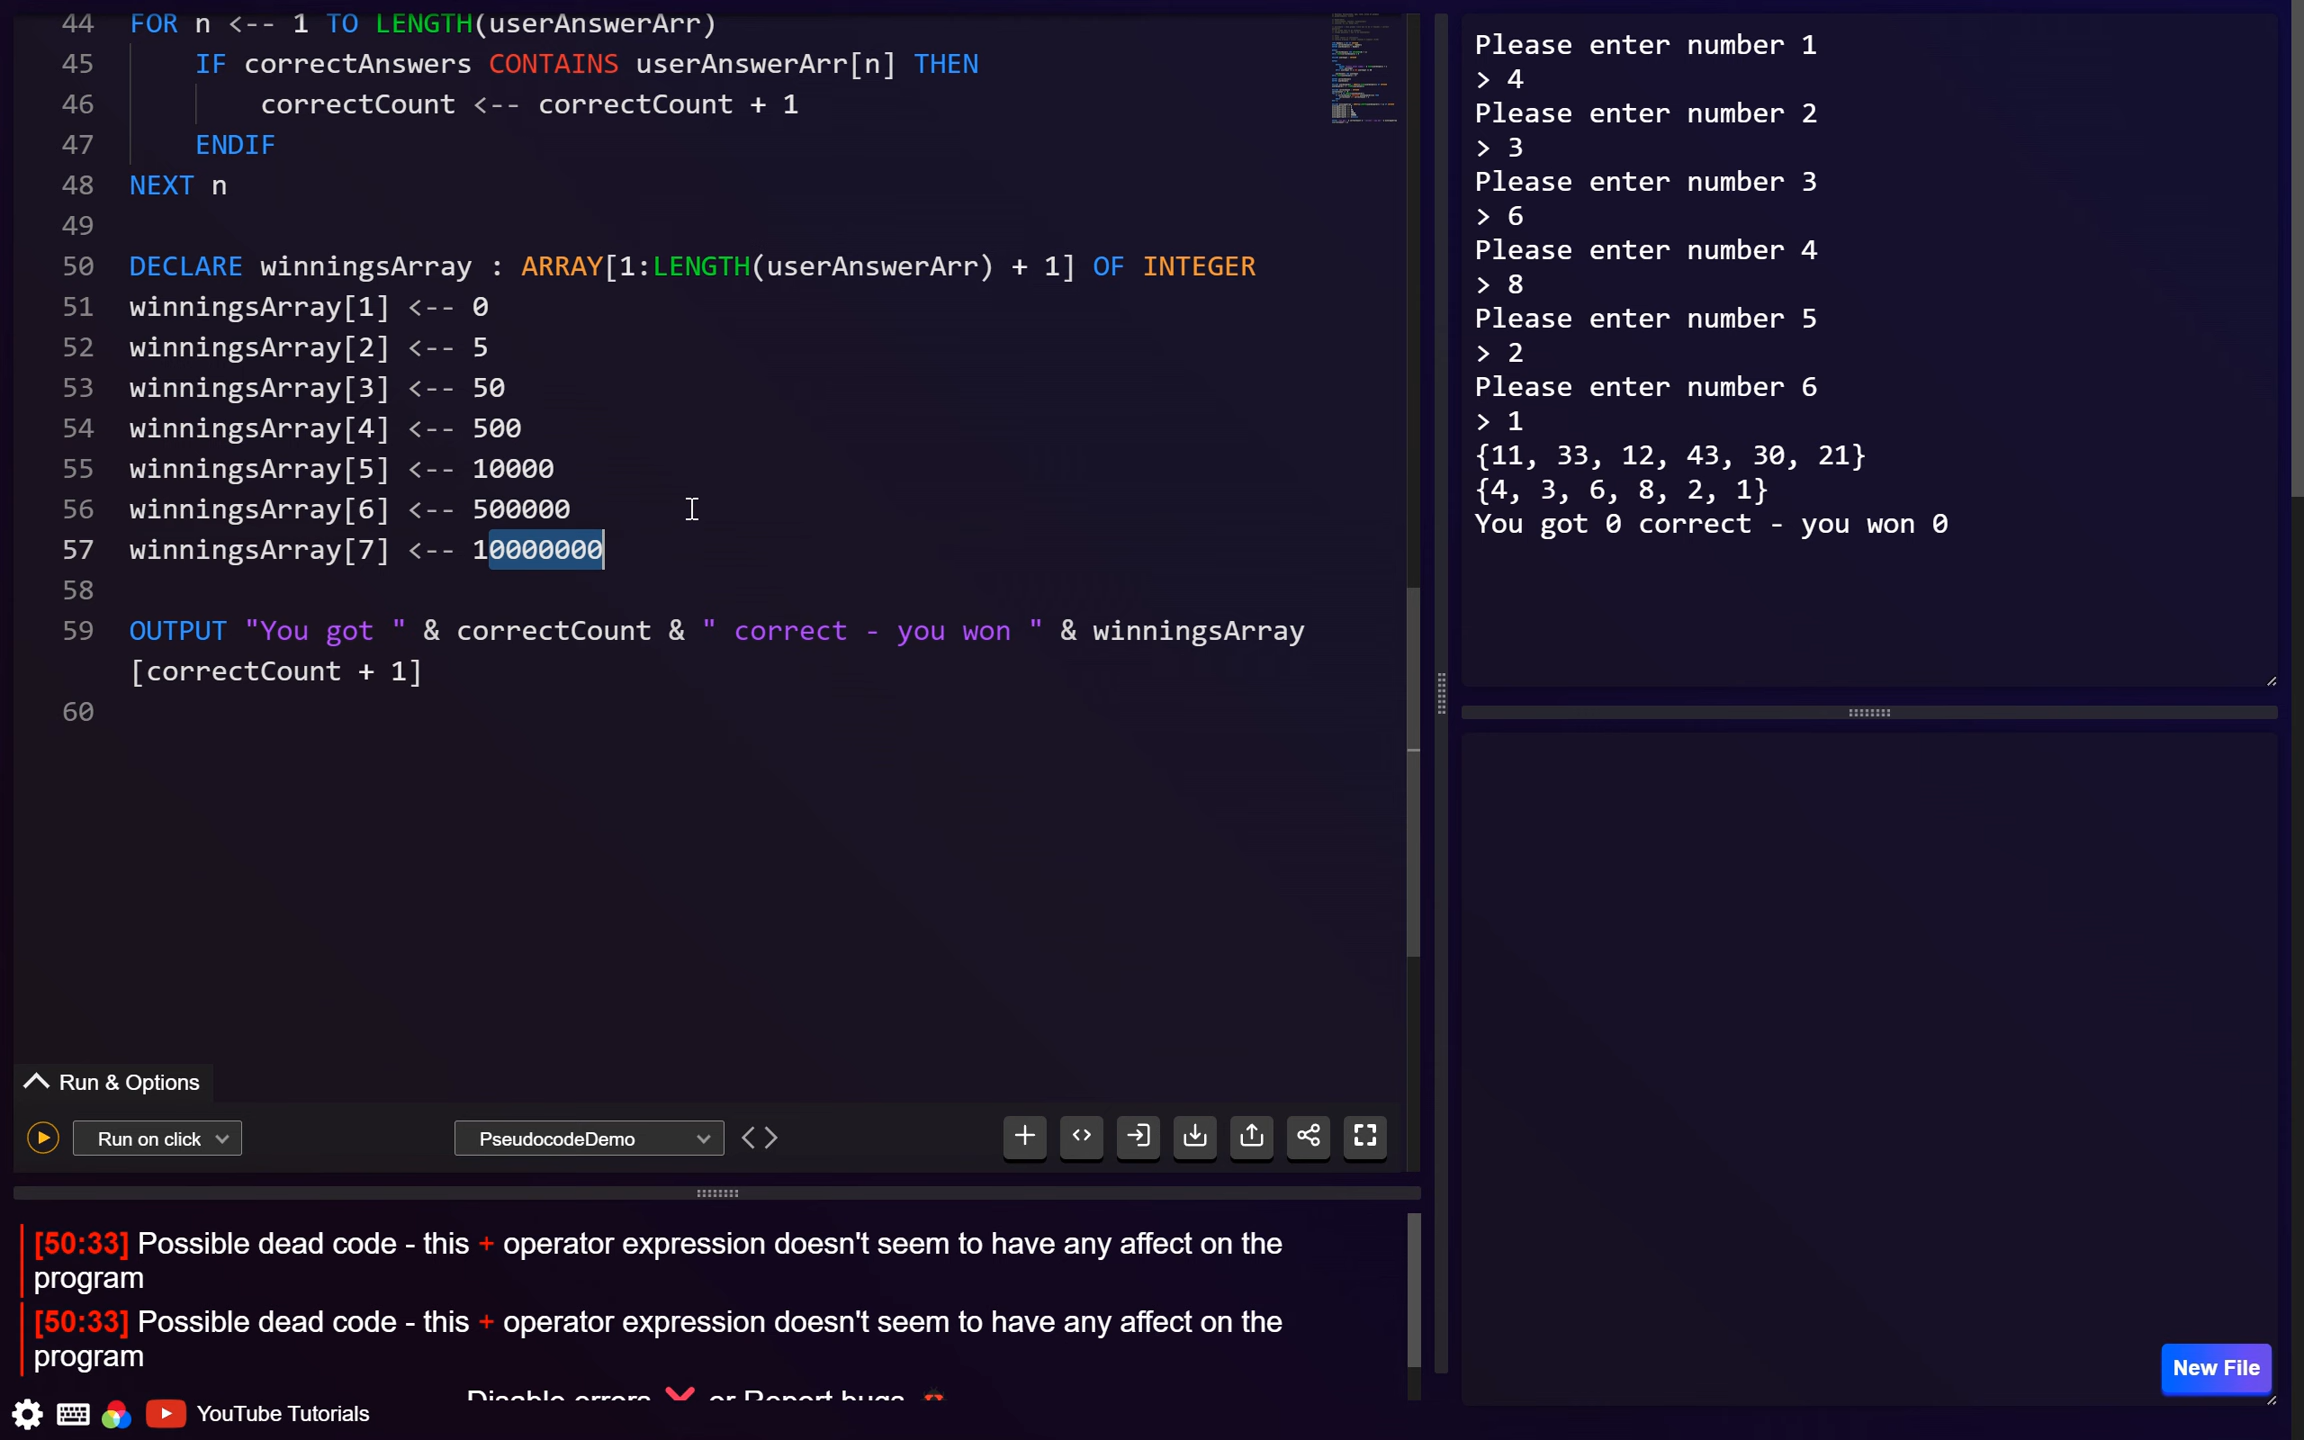 44 FOR n <-- 1 TO LENGTH(userAnswerArr)
45 IF correctAnswers CONTAINS userAnswerArr[n] THEN
46 correctCount <-- correctCount + 1
47 ENDIF
48 NEXT n
49
50 DECLARE winningsArray : ARRAY[1:LENGTH(userAnswerArr) + 1] OF INTEGER
51 winningsArray[1] <-- 0
52 winningsArray[2] <-- 5
53 winningsArray[3] <-- 50
54 winningsArray[4] <-- 500
55 winningsArray[5] <-- 10000
56 winningsArray[6] <-- 500000
57 winningsArray[7] <-- 10000000
58
59 OUTPUT "You got " & correctCount & " correct - you won " & winningsArray
[correctCount + 1]
60
Run & Options
Run on click
PseudocodeDemo
[50:33] Possible dead code - this + operator expression doesn't seem to have any affect on the
program
[50:33] Possible dead code - this + operator expression doesn't seem to have any affect on the
program
Disable errors ❌ or Report bugs
YouTube Tutorials
Please enter number 1
> 4
Please enter number 2
> 3
Please enter number 3
> 6
Please enter number 4
> 8
Please enter number 5
> 2
Please enter number 6
> 1
{11, 33, 12, 43, 30, 21}
{4, 3, 6, 8, 2, 1}
You got 0 correct - you won 0
New File